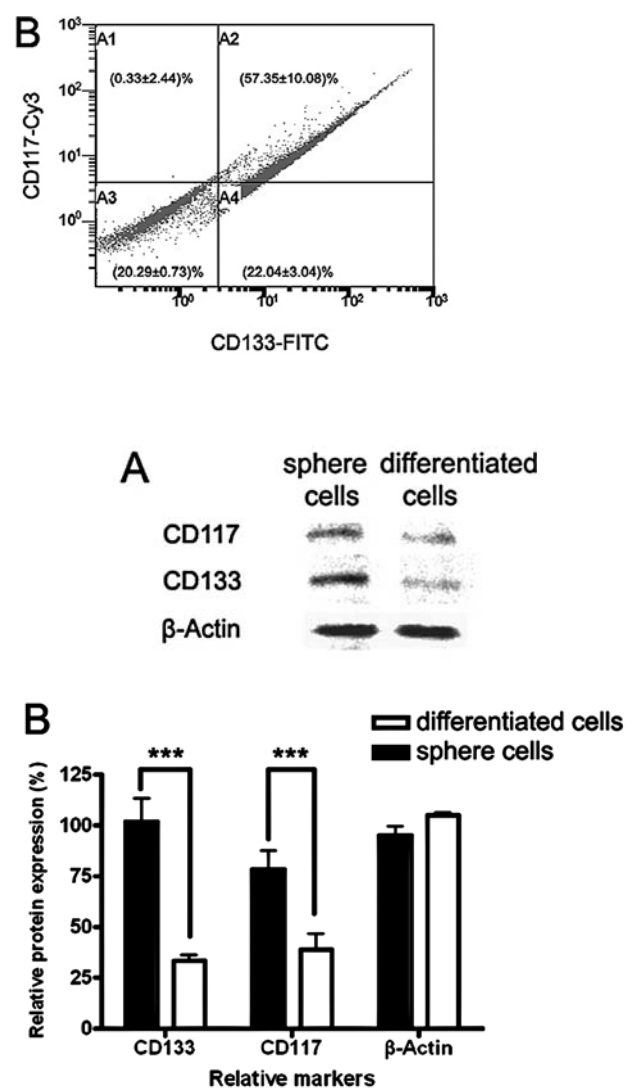 B
10³
A1
A2
(0.33±2.44)%
(57.35±10.08)%
10²
CD117-Cy3
10¹
A3
A4
10⁰
(20.29±0.73)%
(22.04±3.04)%
10⁰ 10¹ 10² 10³
CD133-FITC
A
sphere cells
differentiated cells
CD117
CD133
β-Actin
B
differentiated cells
sphere cells
*** ***
Relative protein expression (%)
125
100
75
50
25
0
CD133 CD117 β-Actin
Relative markers